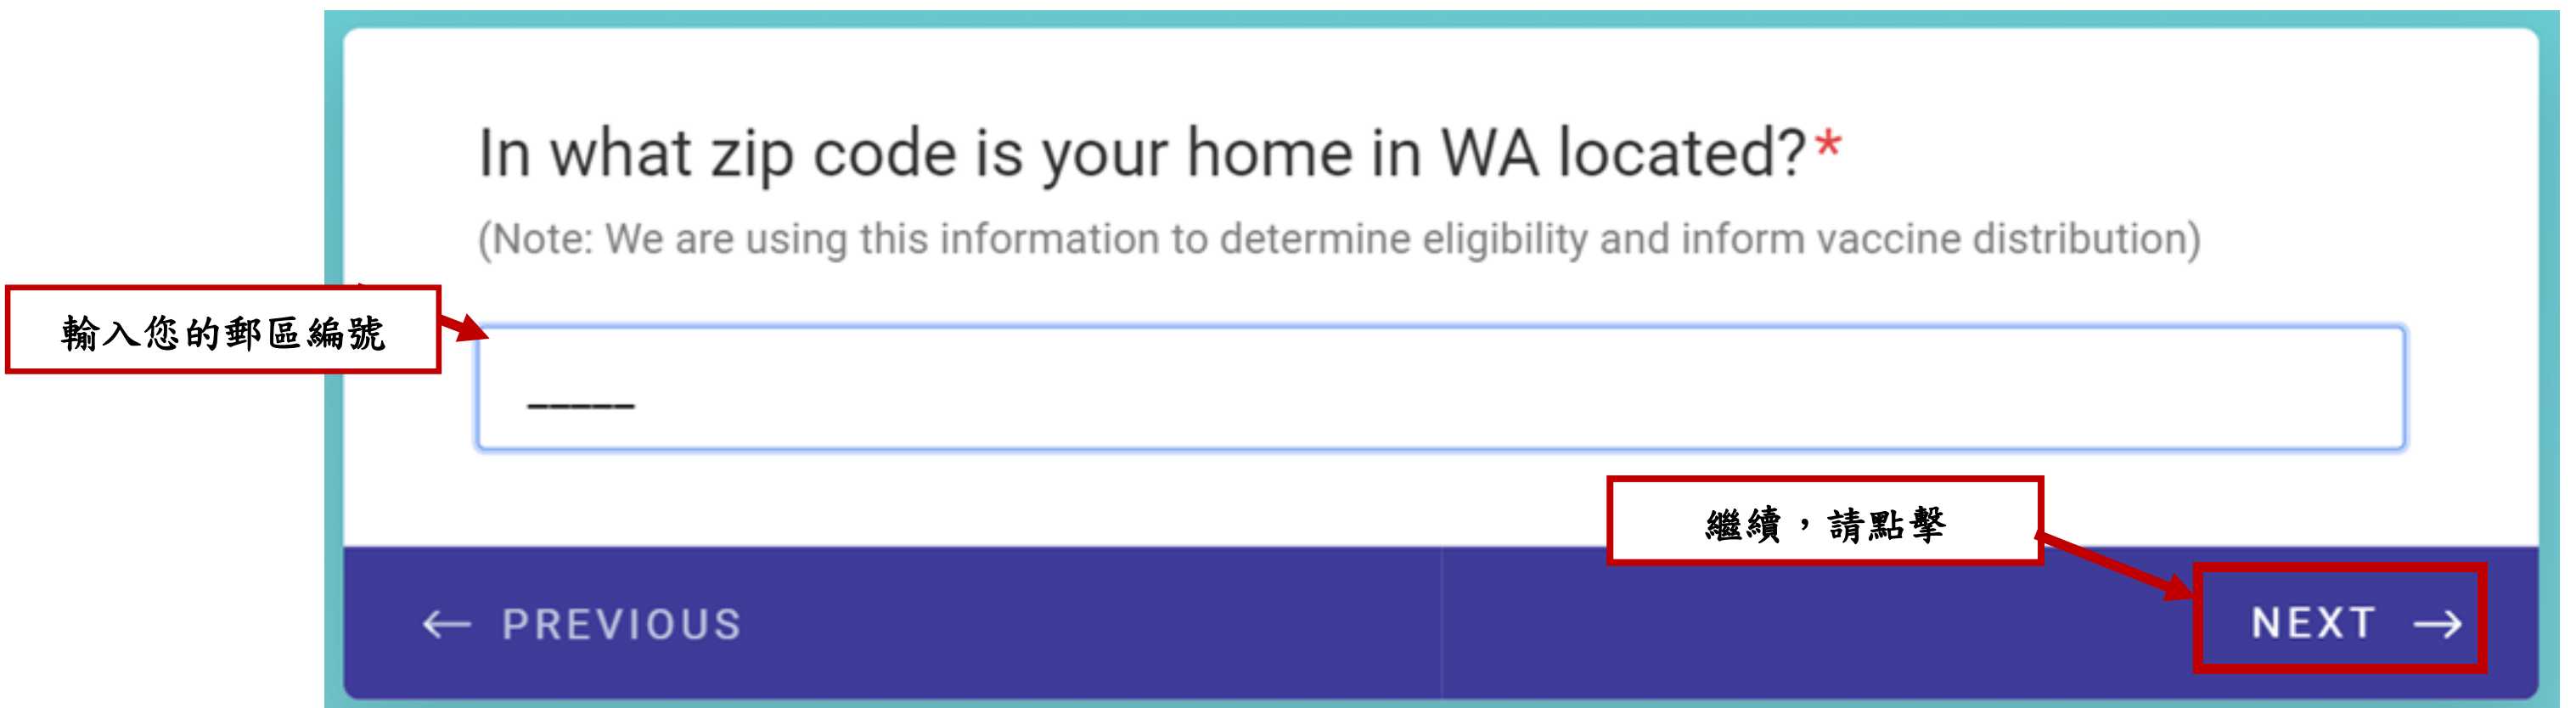 In what zip code is your home in WA located?*
(Note: We are using this information to determine eligibility and inform vaccine distribution)
輸入您的郵區編號
_____
繼續，請點擊
← PREVIOUS
NEXT →